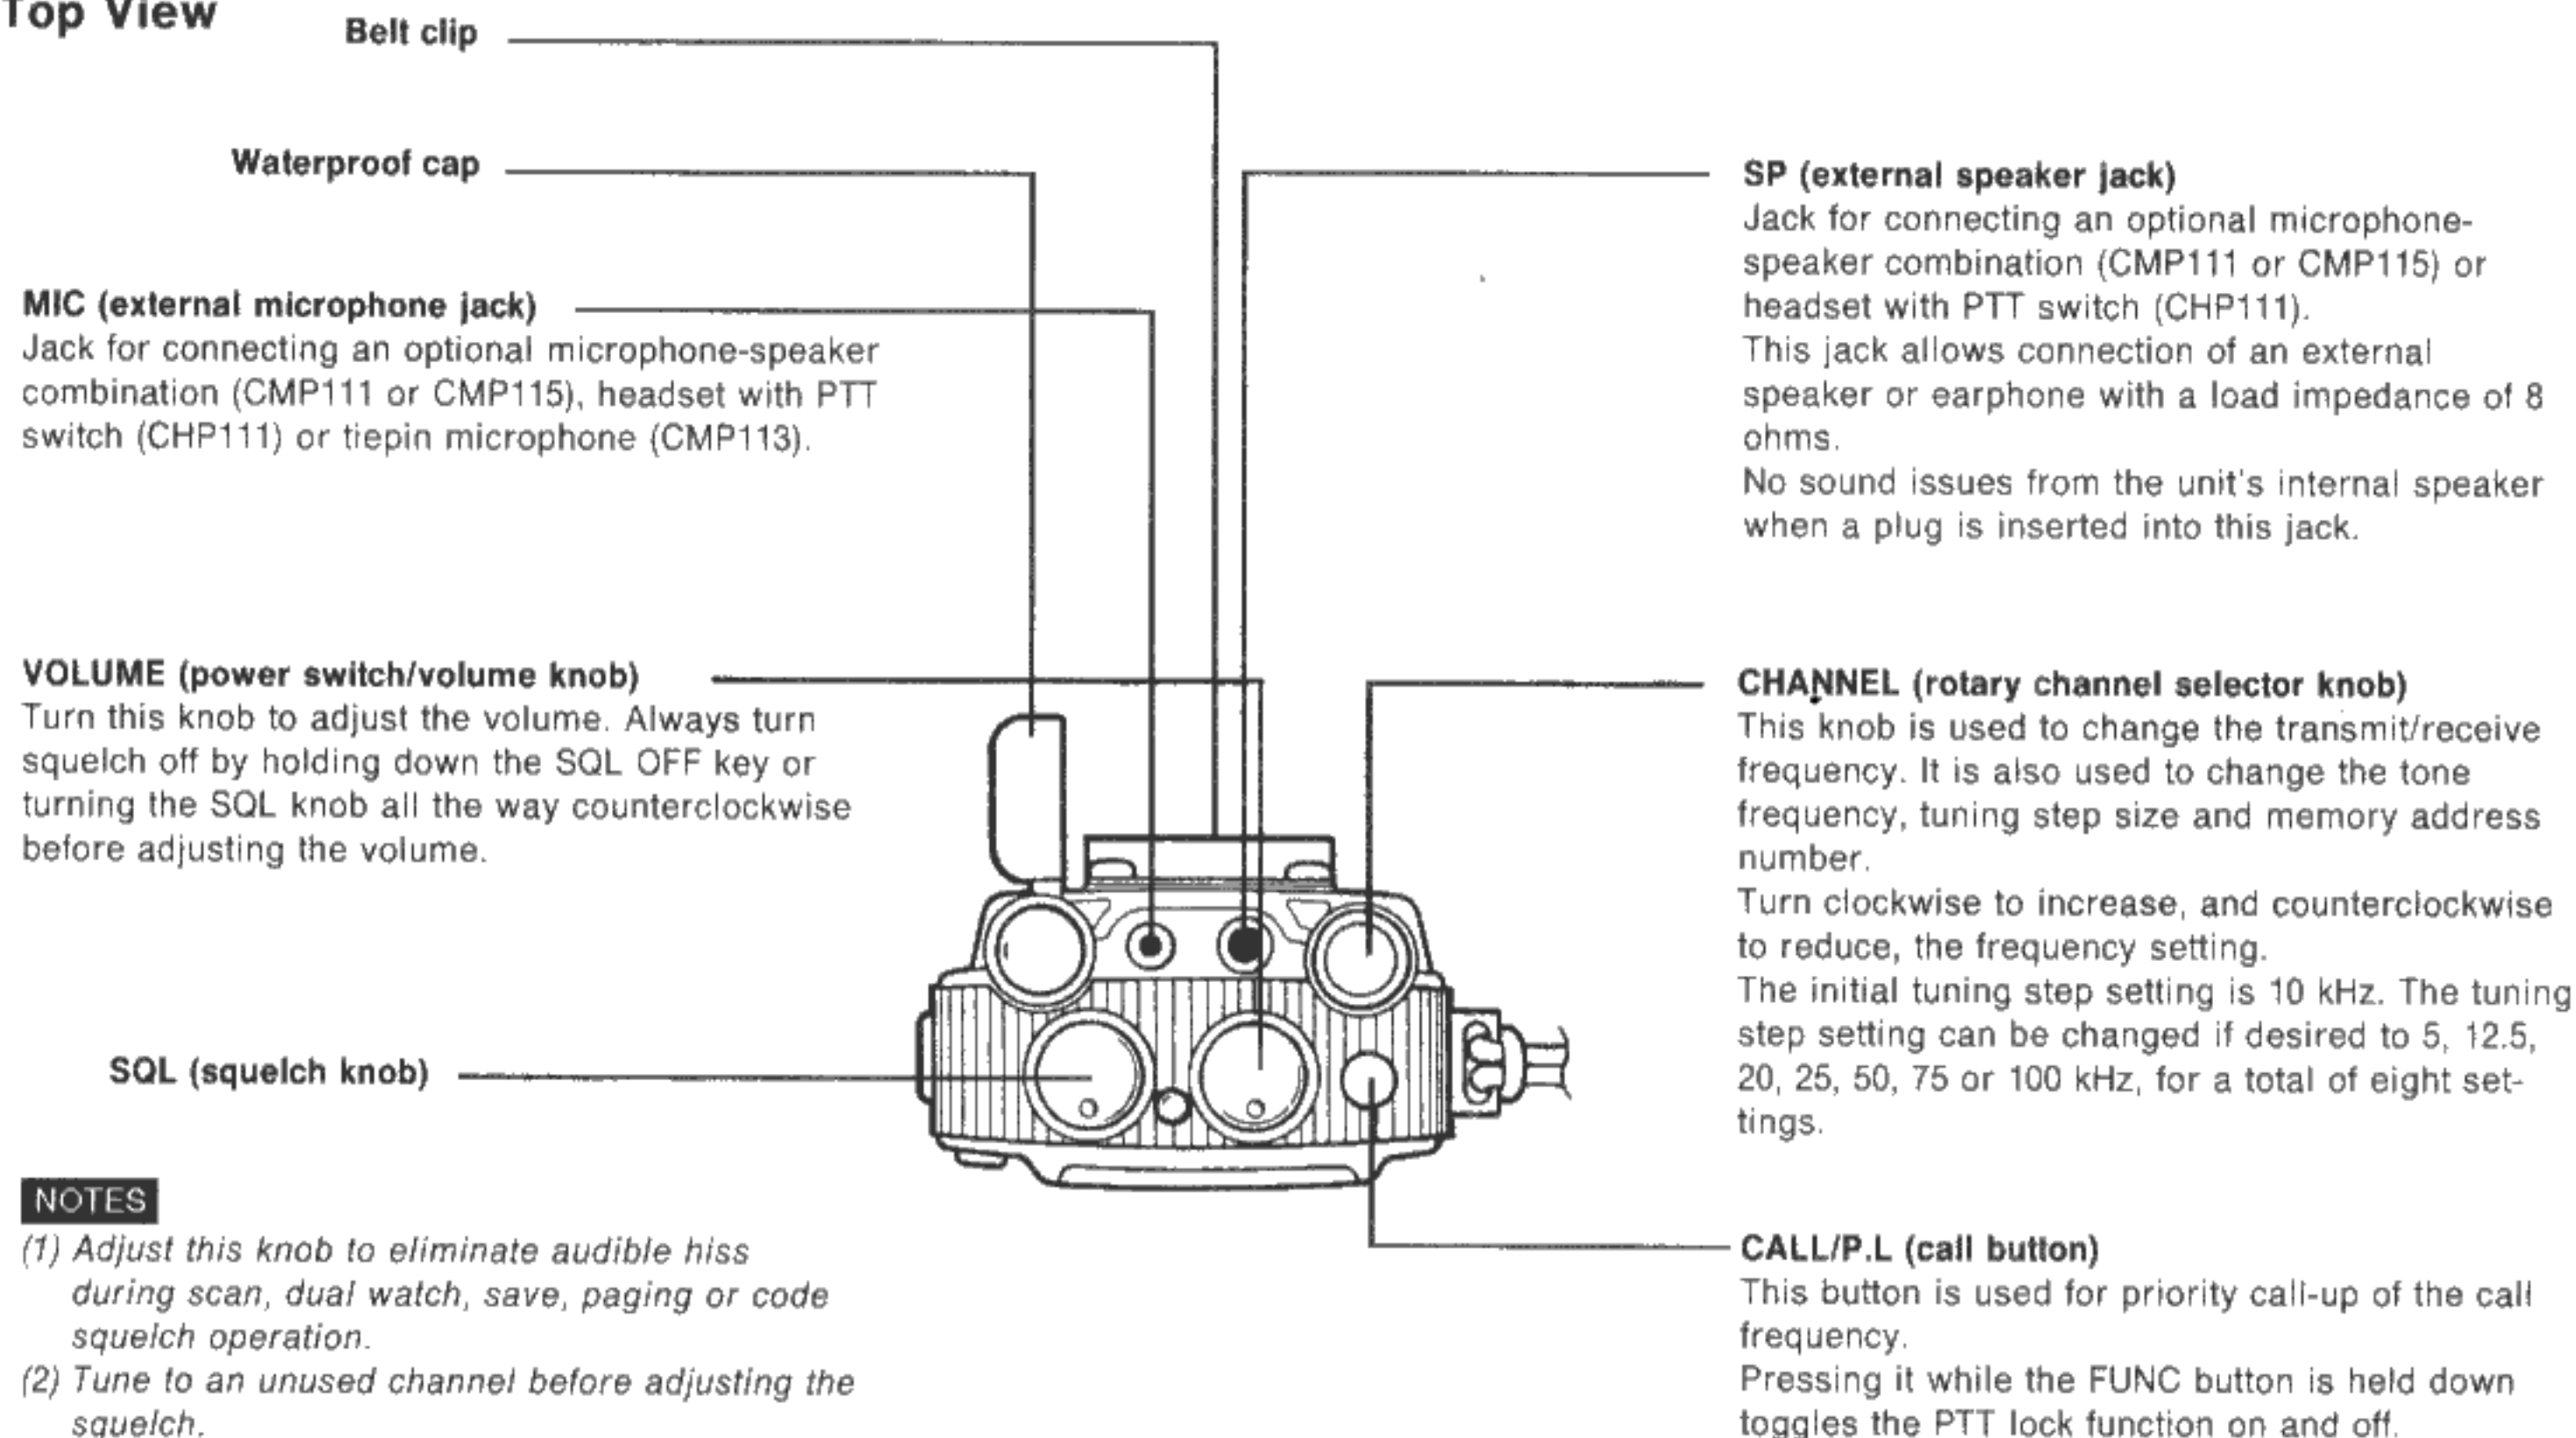 Top View
Belt clip
Waterproof cap
MIC (external microphone jack)
Jack for connecting an optional microphone-speaker
combination (CMP111 or CMP115), headset with PTT
switch (CHP111) or tiepin microphone (CMP113).
VOLUME (power switch/volume knob)
Turn this knob to adjust the volume. Always turn
squelch off by holding down the SQL OFF key or
turning the SQL knob all the way counterclockwise
before adjusting the volume.
SQL (squelch knob)
NOTES
(1) Adjust this knob to eliminate audible hiss
during scan, dual watch, save, paging or code
squelch operation.
(2) Tune to an unused channel before adjusting the
squelch.
SP (external speaker jack)
Jack for connecting an optional microphone-
speaker combination (CMP111 or CMP115) or
headset with PTT switch (CHP111).
This jack allows connection of an external
speaker or earphone with a load impedance of 8
ohms.
No sound issues from the unit's internal speaker
when a plug is inserted into this jack.
CHANNEL (rotary channel selector knob)
This knob is used to change the transmit/receive
frequency. It is also used to change the tone
frequency, tuning step size and memory address
number.
Turn clockwise to increase, and counterclockwise
to reduce, the frequency setting.
The initial tuning step setting is 10 kHz. The tuning
step setting can be changed if desired to 5, 12.5,
20, 25, 50, 75 or 100 kHz, for a total of eight set-
tings.
CALL/P.L (call button)
This button is used for priority call-up of the call
frequency.
Pressing it while the FUNC button is held down
toggles the PTT lock function on and off.